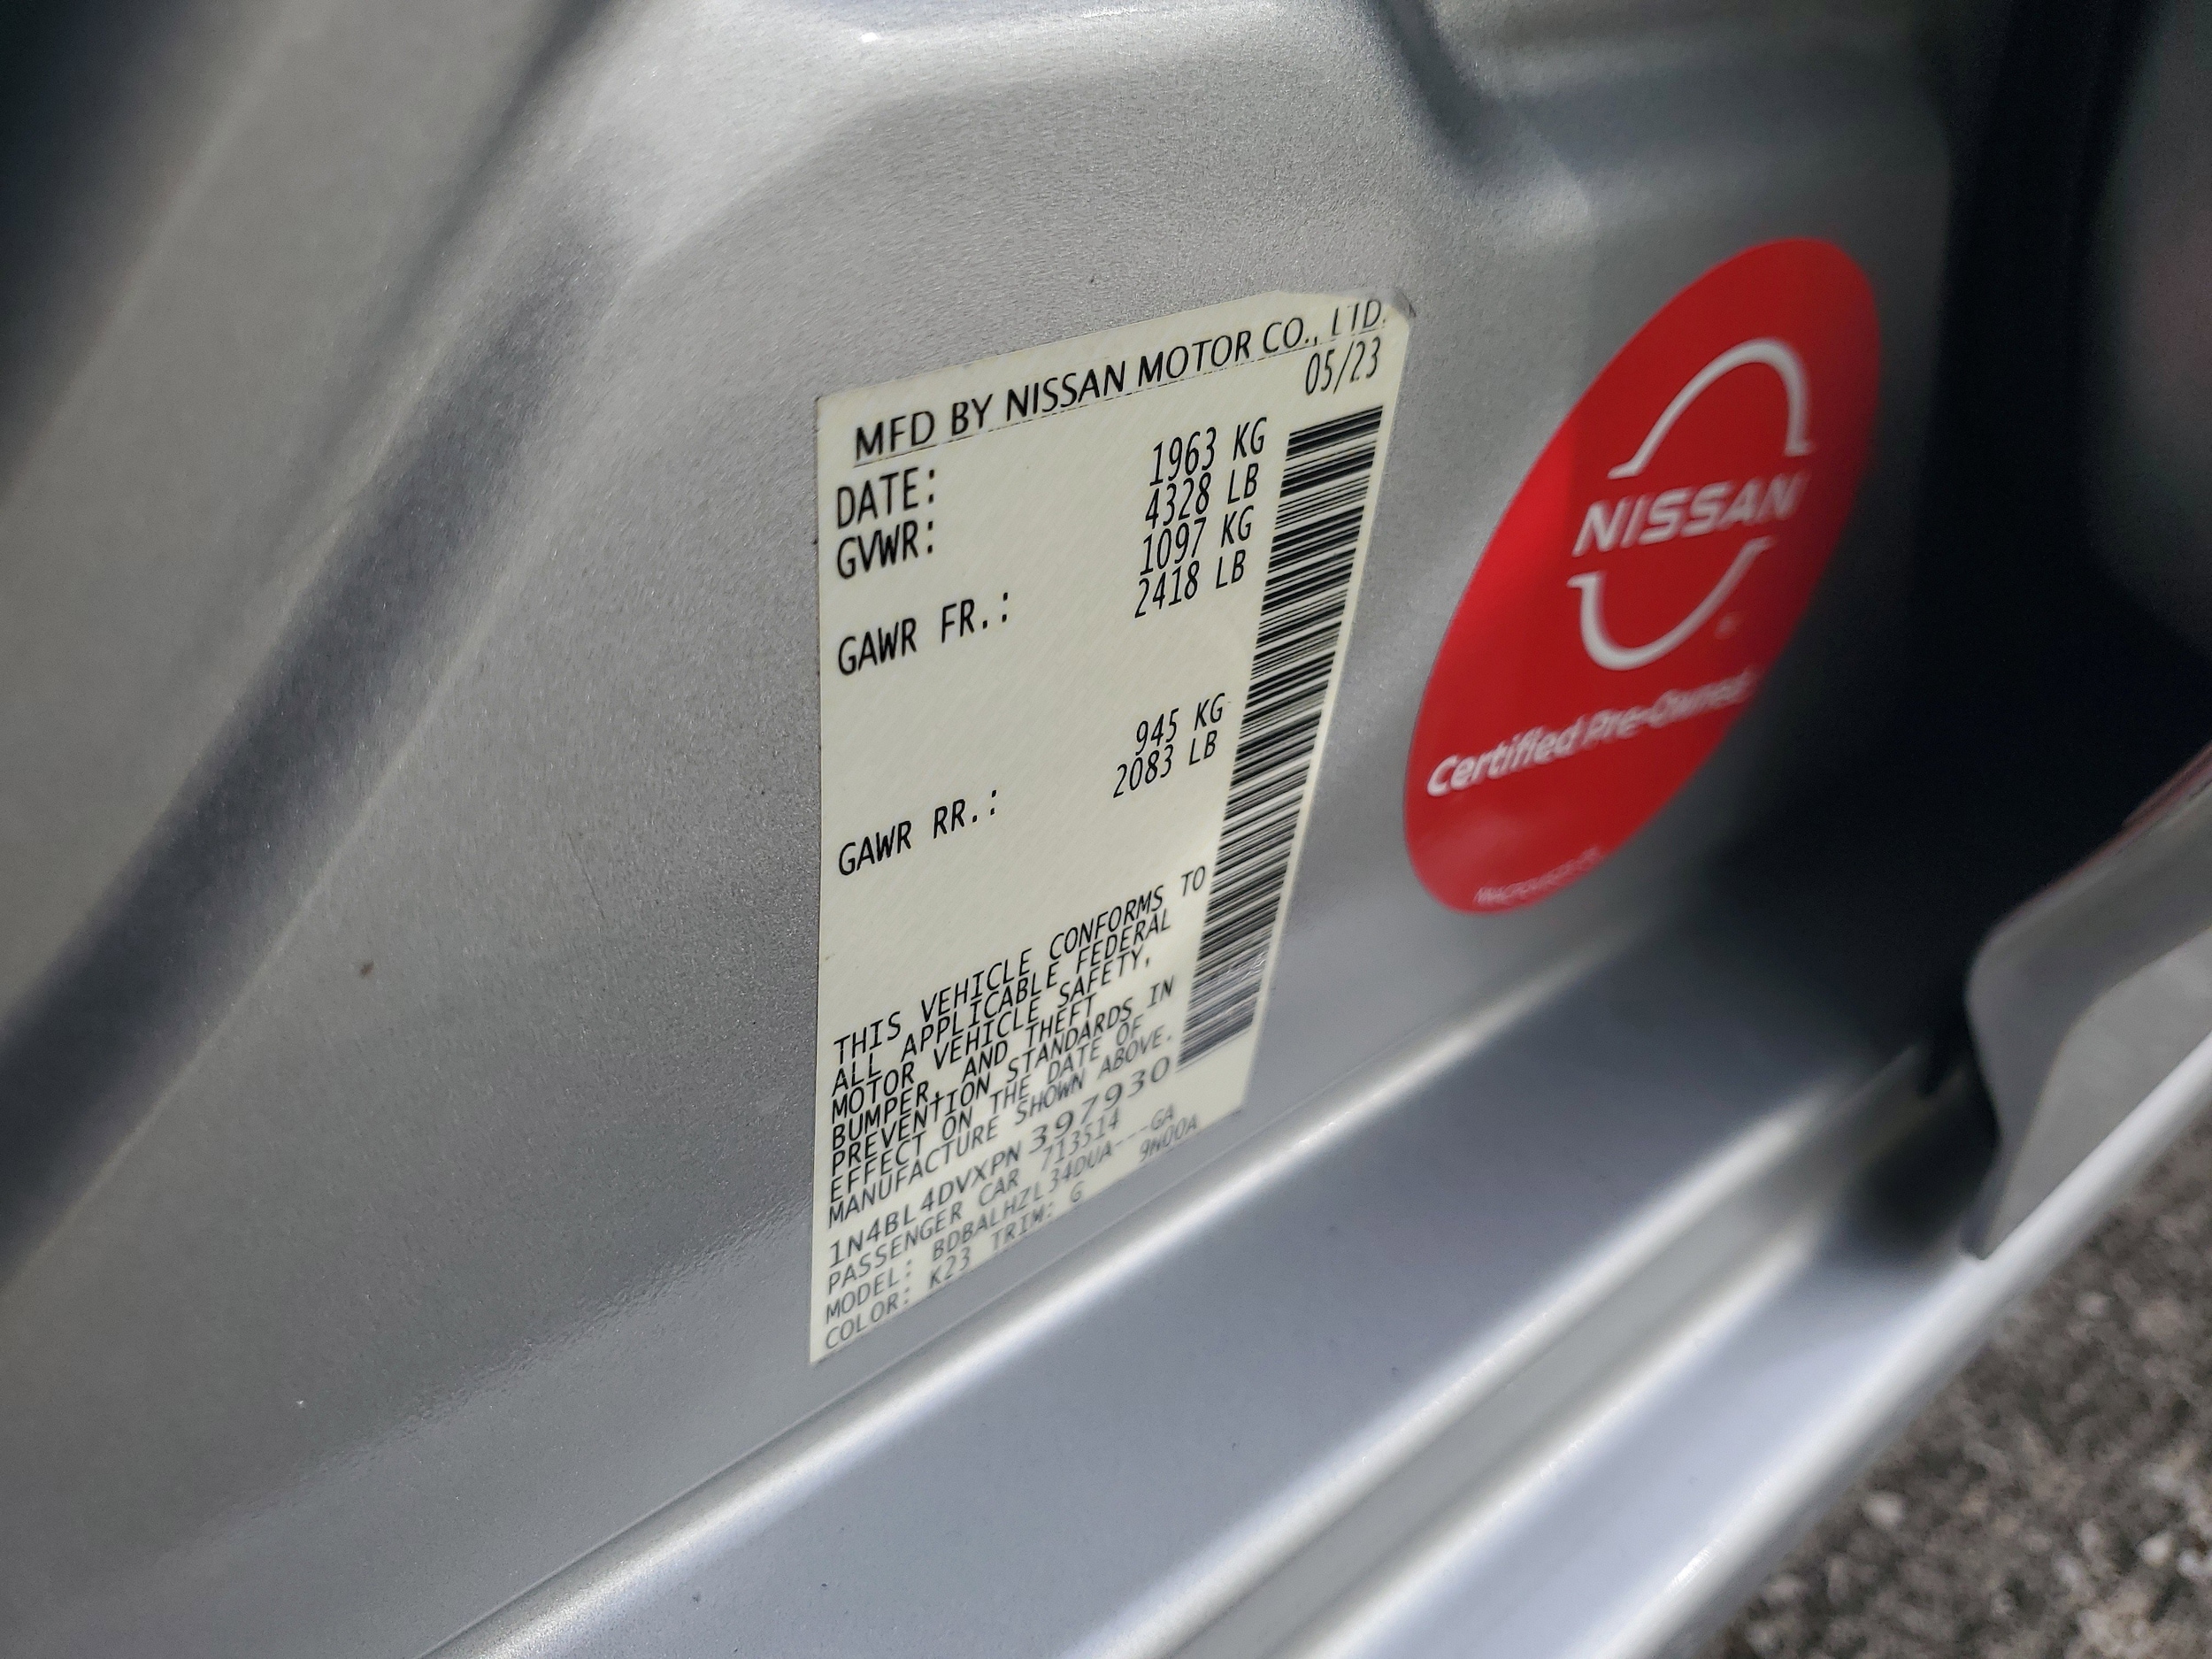 MFD BY NISSAN MOTOR CO., LTD.
DATE: 05/23
GVWR: 1963 KG
4328 LB
GAWR FR.: 1097 KG
2418 LB
GAWR RR.: 945 KG
2083 LB
THIS VEHICLE CONFORMS TO
ALL APPLICABLE FEDERAL
MOTOR VEHICLE SAFETY,
BUMPER, AND THEFT
PREVENTION STANDARDS IN
EFFECT ON THE DATE OF
MANUFACTURE SHOWN ABOVE.
1N4BL4DVXPN397930
PASSENGER CAR 713514
MODEL: BDBALHZL34DUA---GA
COLOR: K23 TRIM: G 9N00A
NISSAN
Certified Pre-Owned